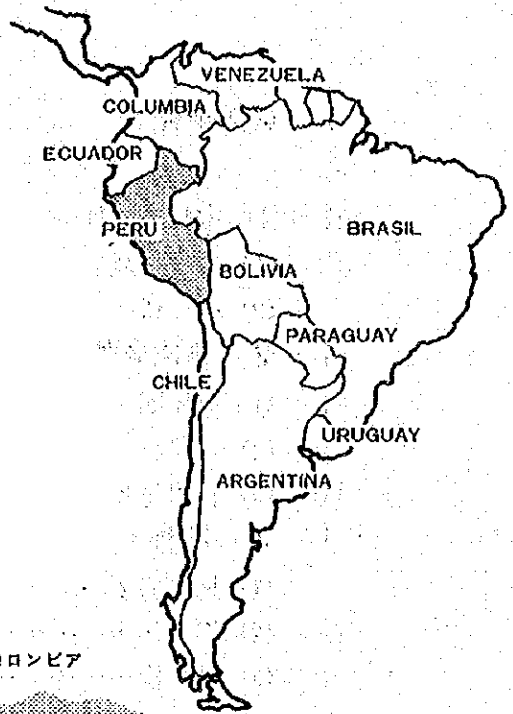 VENEZUELA
COLUMBIA
ECUADOR
PERU
BRASIL
BOLIVIA
PARAGUAY
CHILE
URUGUAY
ARGENTINA
ロンビア